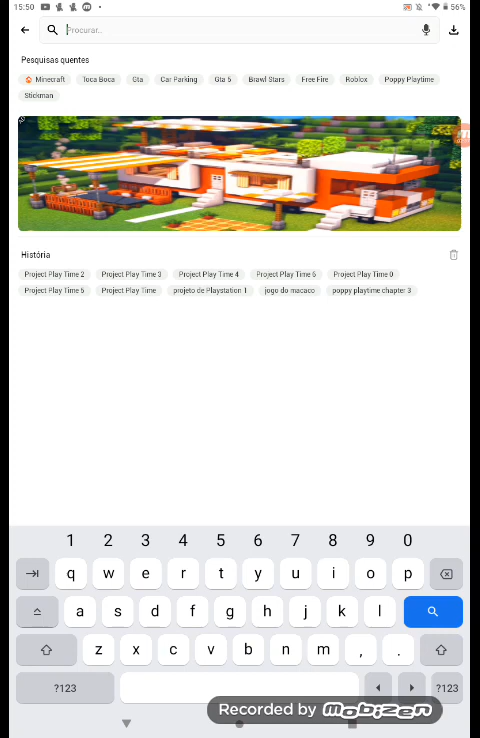 15:50 56%
Procurar..
Pesquisas quentes
Minecraft Toca Boca Gta Car Parking Gta 5 Brawl Stars Free Fire Roblox Poppy Playtime
Stickman
História
Project Play Time 2 Project Play Time 3 Project Play Time 4 Project Play Time 6 Project Play Time 0
Project Play Time 5 Project Play Time projeto de Playstation 1 jogo do macaco poppy playtime chapter 3
1 2 3 4 5 6 7 8 9 0
q w e r t y u i o p
a s d f g h j k l
z x c v b n m , .
?123 ?123
Recorded by mobizen